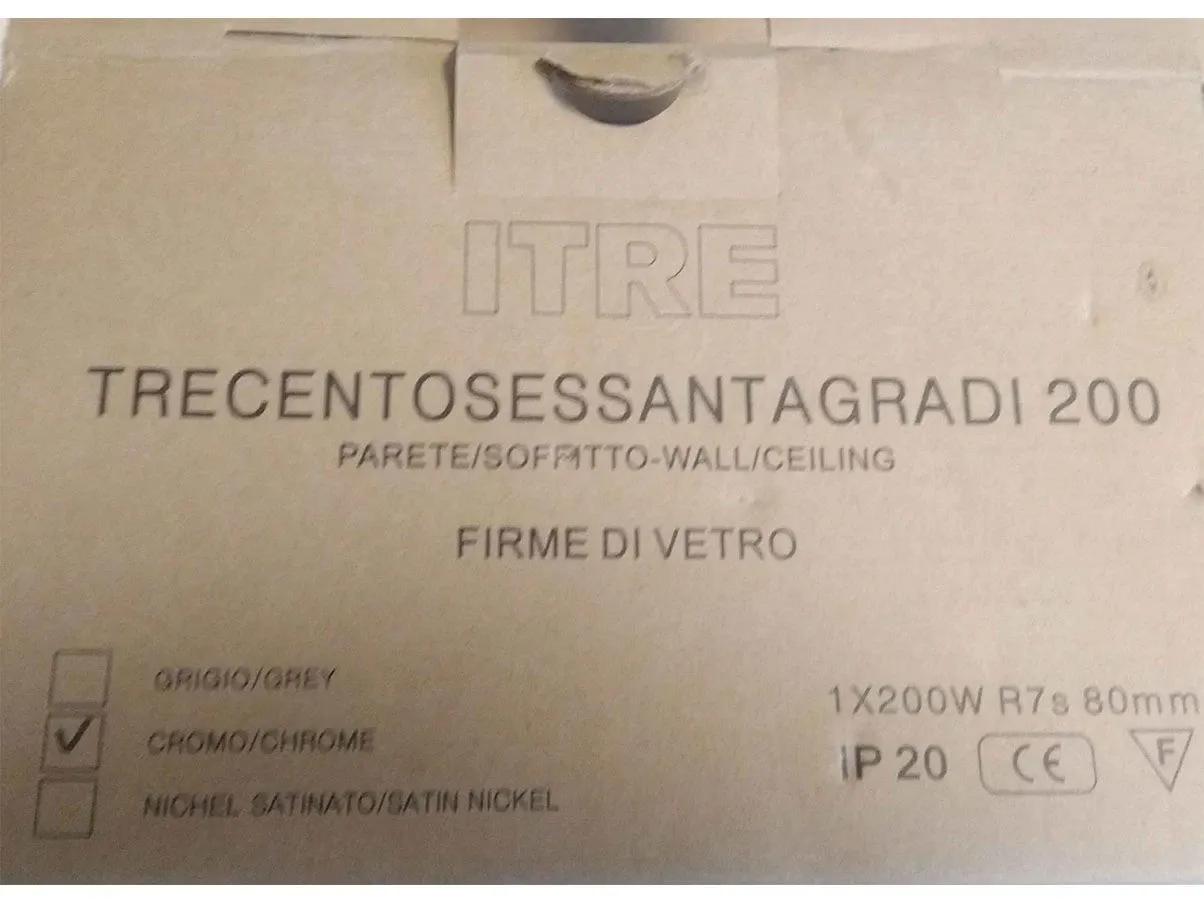 ITRE
TRECENTOSESSANTAGRADI 200
PARETE/SOFFITTO-WALL/CEILING
FIRME DI VETRO
GRIGIO/GREY
CROMO/CHROME
NICHEL SATINATO/SATIN NICKEL
1X200W R7s 80mm
IP 20 CE F